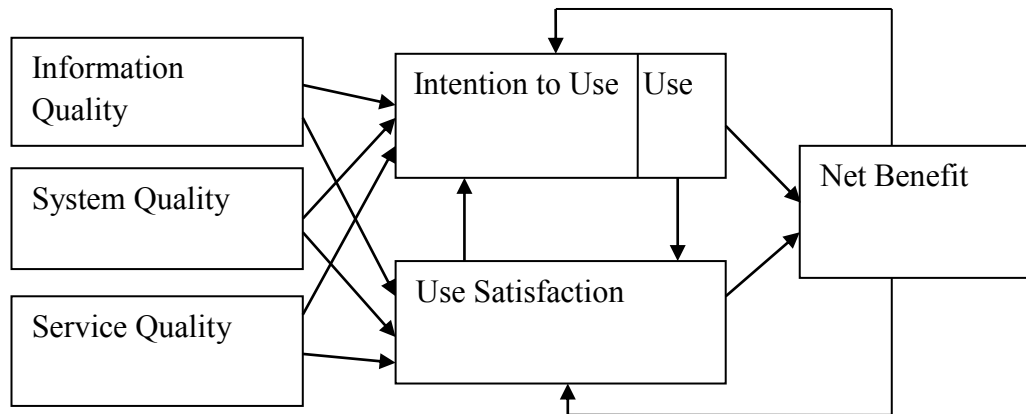 Information
Quality
System Quality
Service Quality
Intention to Use
Use
Use Satisfaction
Net Benefit